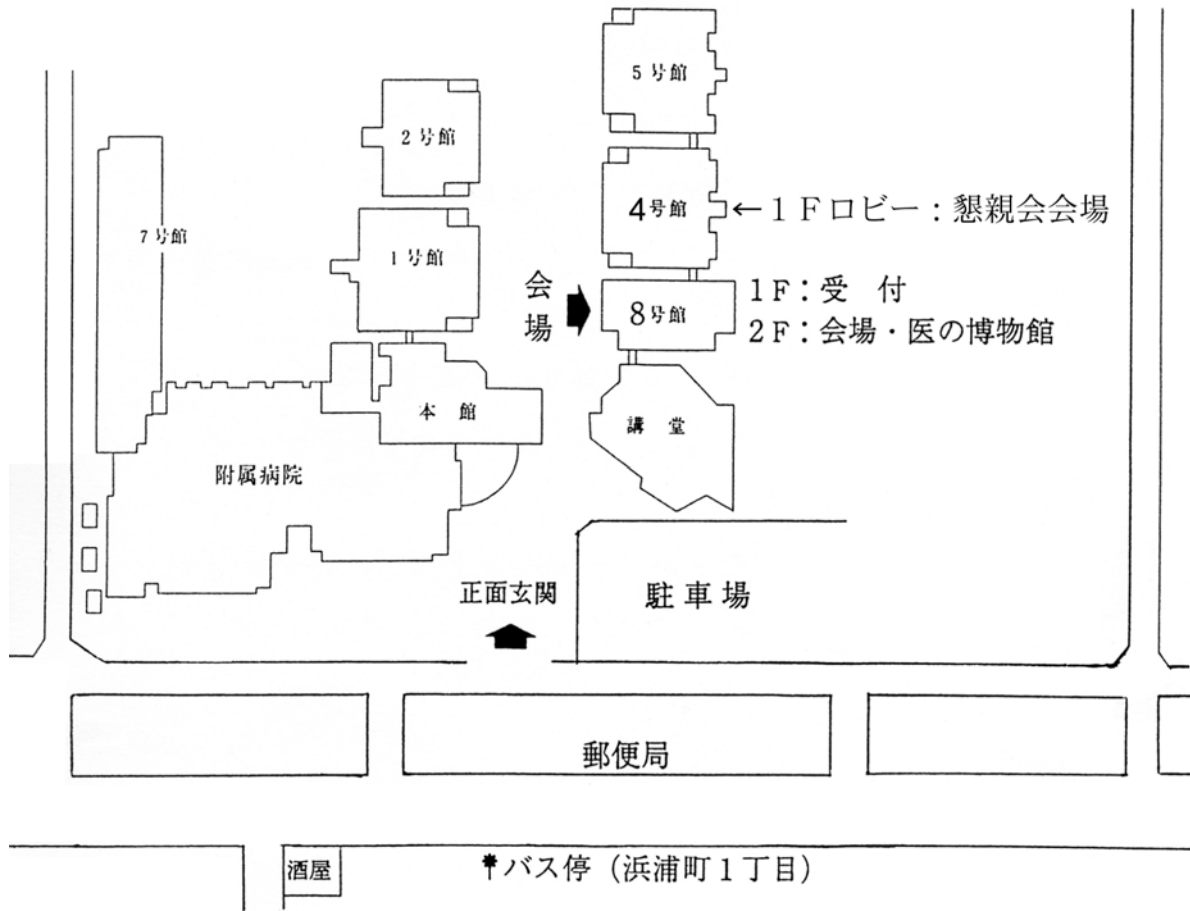 5号館
2号館
4号館
←1Fロビー：懇親会会場
7号館
1号館
会場
8号館
1F：受　付
2F：会場・医の博物館
本　館
講　堂
附属病院
正面玄関
駐車場
郵便局
酒屋
バス停（浜浦町1丁目）